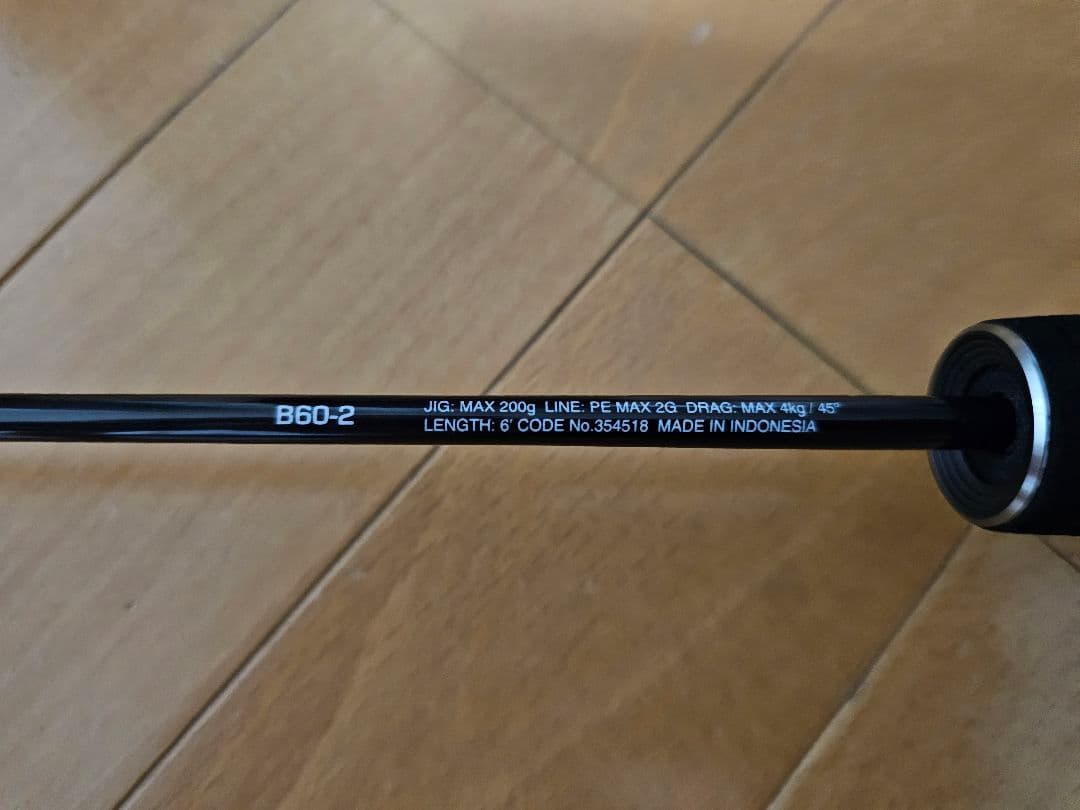 B60-2
JIG: MAX 200g LINE: PE MAX 2G DRAG: MAX 4kg / 45°
LENGTH: 6' CODE No.354518 MADE IN INDONESIA